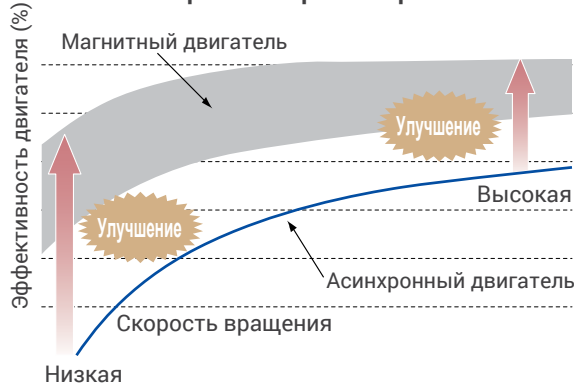 Эффективность двигателя (%)
Магнитный двигатель
Улучшение
Высокая
Улучшение
Асинхронный двигатель
Скорость вращения
Низкая